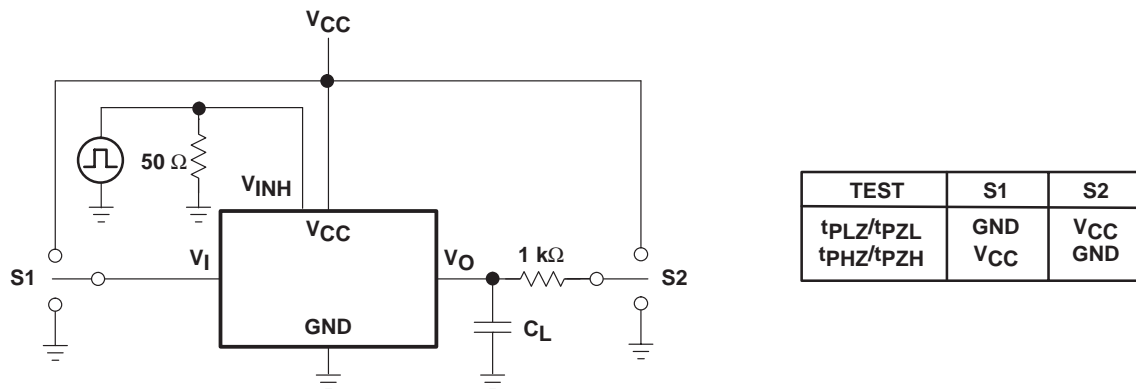 VCC
50 Ω
VINH
VCC
VI
VO
1 kΩ
S1
S2
GND
CL
TEST S1 S2
tPLZ/tPZL GND VCC
tPHZ/tPZH VCC GND